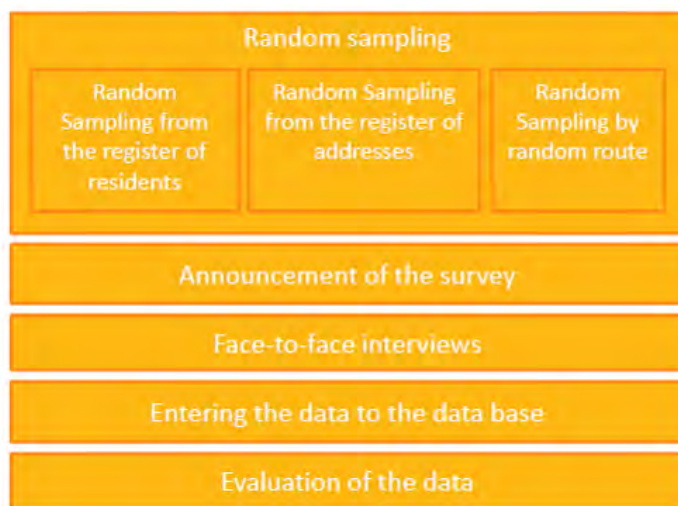 Random sampling
Random
Sampling from
the register of
residents
Random Sampling
from the register of
addresses
Random
Sampling by
random route
Announcement of the survey
Face-to-face interviews
Entering the data to the data base
Evaluation of the data